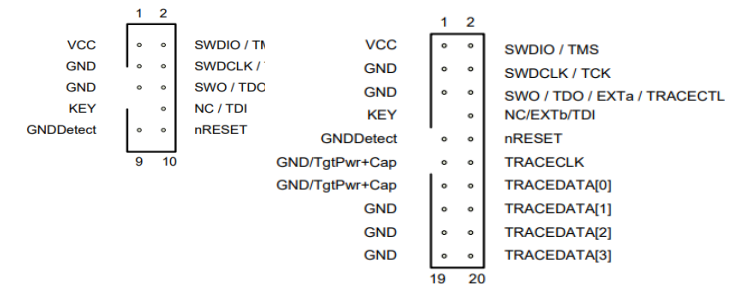 1 2
VCC SWDIO / TM
GND SWDCLK /
GND SWO / TDO
KEY NC / TDI
GNDDetect nRESET
9 10
1 2
VCC SWDIO / TMS
GND SWDCLK / TCK
GND SWO / TDO / EXTa / TRACECTL
KEY NC/EXTb/TDI
GNDDetect nRESET
GND/TgtPwr+Cap TRACECLK
GND/TgtPwr+Cap TRACEDATA[0]
GND TRACEDATA[1]
GND TRACEDATA[2]
GND TRACEDATA[3]
19 20